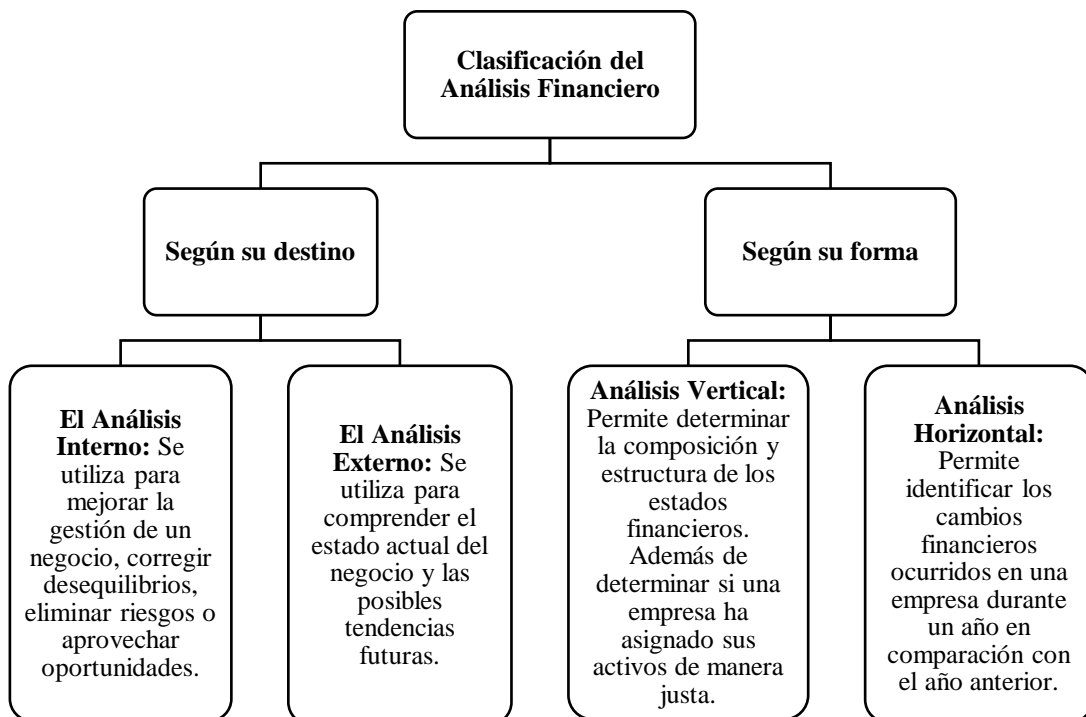 Clasificación del
Análisis Financiero
Según su destino
Según su forma
El Análisis
Interno: Se
utiliza para
mejorar la
gestión de un
negocio, corregir
desequilibrios,
eliminar riesgos o
aprovechar
oportunidades.
El Análisis
Externo: Se
utiliza para
comprender el
estado actual del
negocio y las
posibles
tendencias
futuras.
Análisis Vertical:
Permite determinar
la composición y
estructura de los
estados
financieros.
Además de
determinar si una
empresa ha
asignado sus
activos de manera
justa.
Análisis
Horizontal:
Permite
identificar los
cambios
financieros
ocurridos en una
empresa durante
un año en
comparación con
el año anterior.